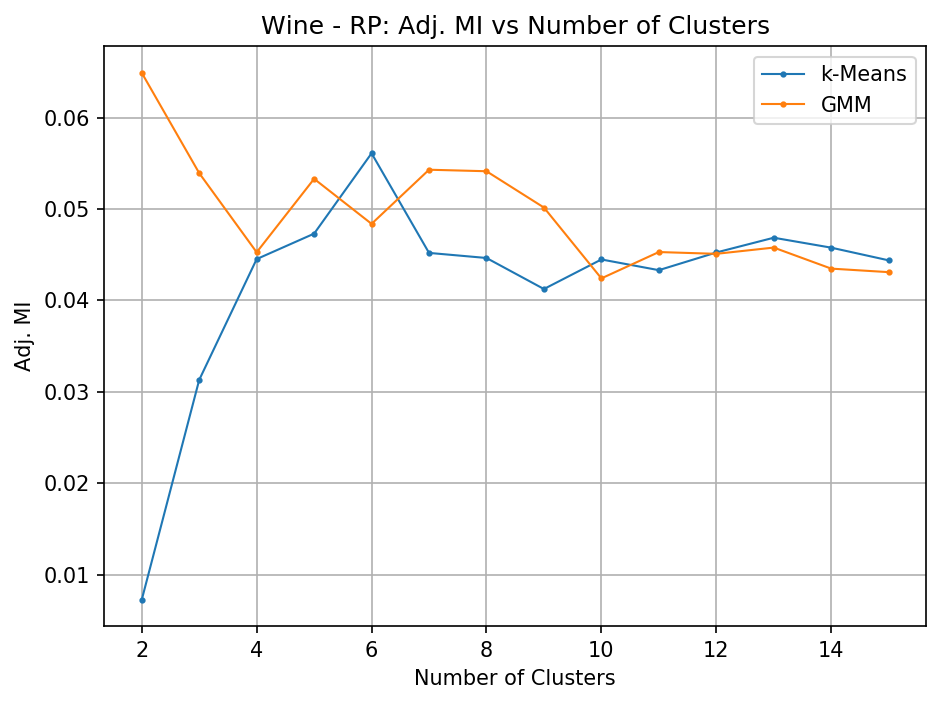 Wine - RP: Adj. MI vs Number of Clusters
k-Means
GMM
0.06
0.05
0.04
0.03
0.02
0.01
Adj. MI
2 4 6 8 10 12 14
Number of Clusters